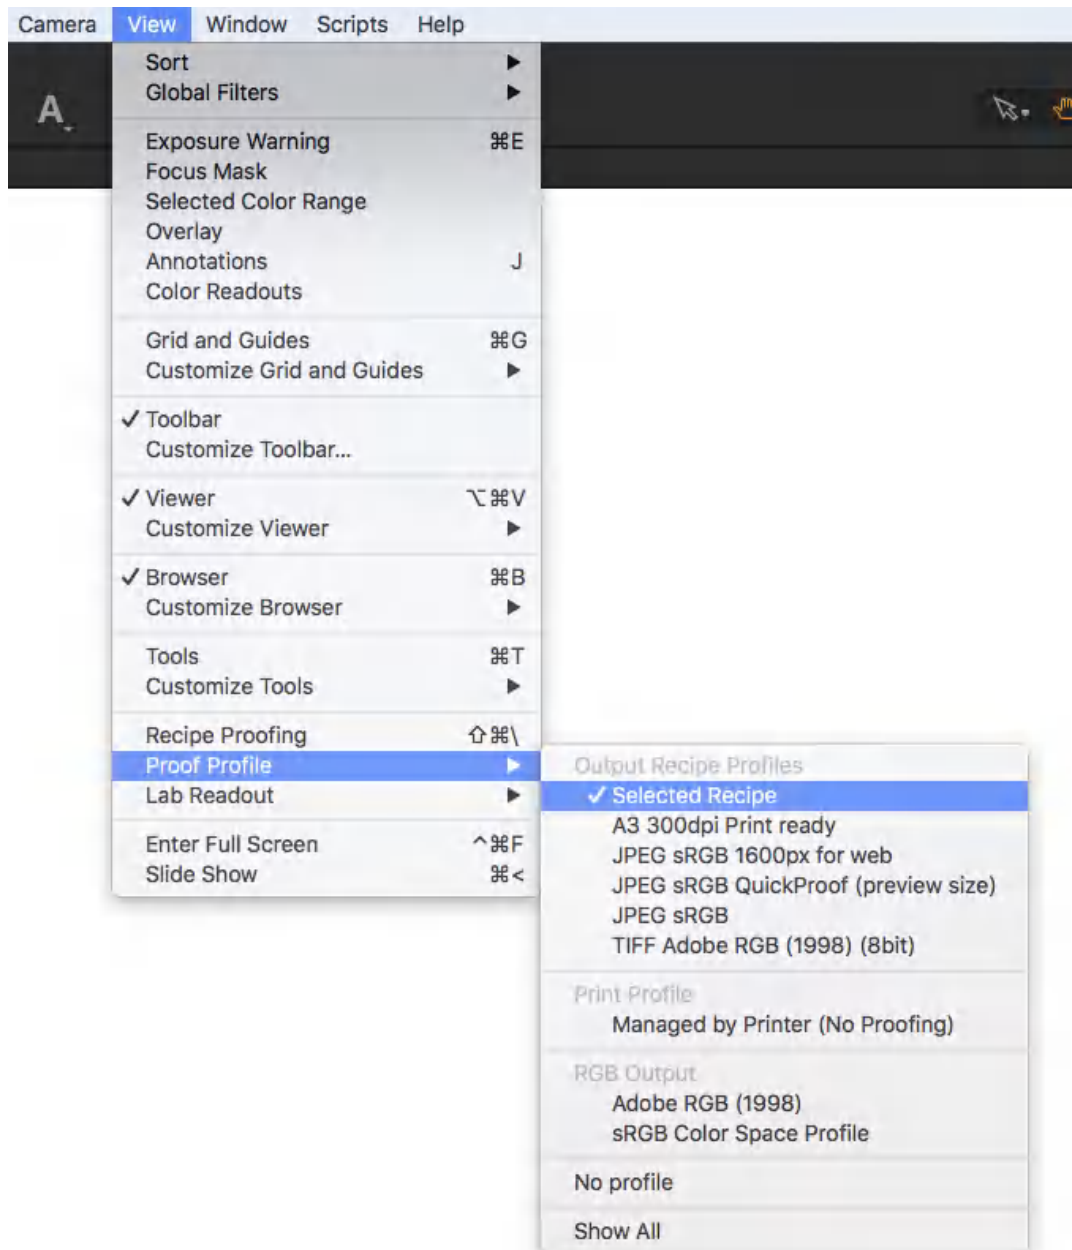 Camera View Window Scripts Help
A
Sort
Global Filters
Exposure Warning ⌘E
Focus Mask
Selected Color Range
Overlay
Annotations J
Color Readouts
Grid and Guides ⌘G
Customize Grid and Guides
✓ Toolbar
Customize Toolbar...
✓ Viewer ⌥⌘V
Customize Viewer
✓ Browser ⌘B
Customize Browser
Tools ⌘T
Customize Tools
Recipe Proofing ⇧⌘\
Proof Profile
Lab Readout
Enter Full Screen ^⌘F
Slide Show ⌘<
Output Recipe Profiles
✓ Selected Recipe
A3 300dpi Print ready
JPEG sRGB 1600px for web
JPEG sRGB QuickProof (preview size)
JPEG sRGB
TIFF Adobe RGB (1998) (8bit)
Print Profile
Managed by Printer (No Proofing)
RGB Output
Adobe RGB (1998)
sRGB Color Space Profile
No profile
Show All